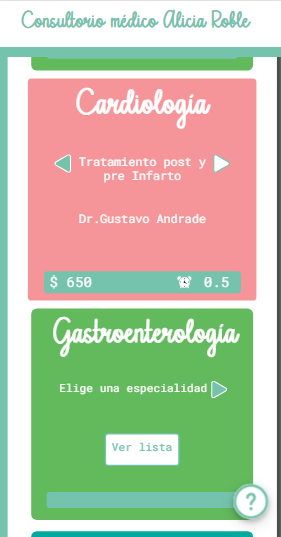 Consultorio médico Alicia Roble
Cardiología
Tratamiento post y
pre Infarto
Dr.Gustavo Andrade
$ 650 0.5
Gastroenterología
Elige una especialidad
Ver lista
?